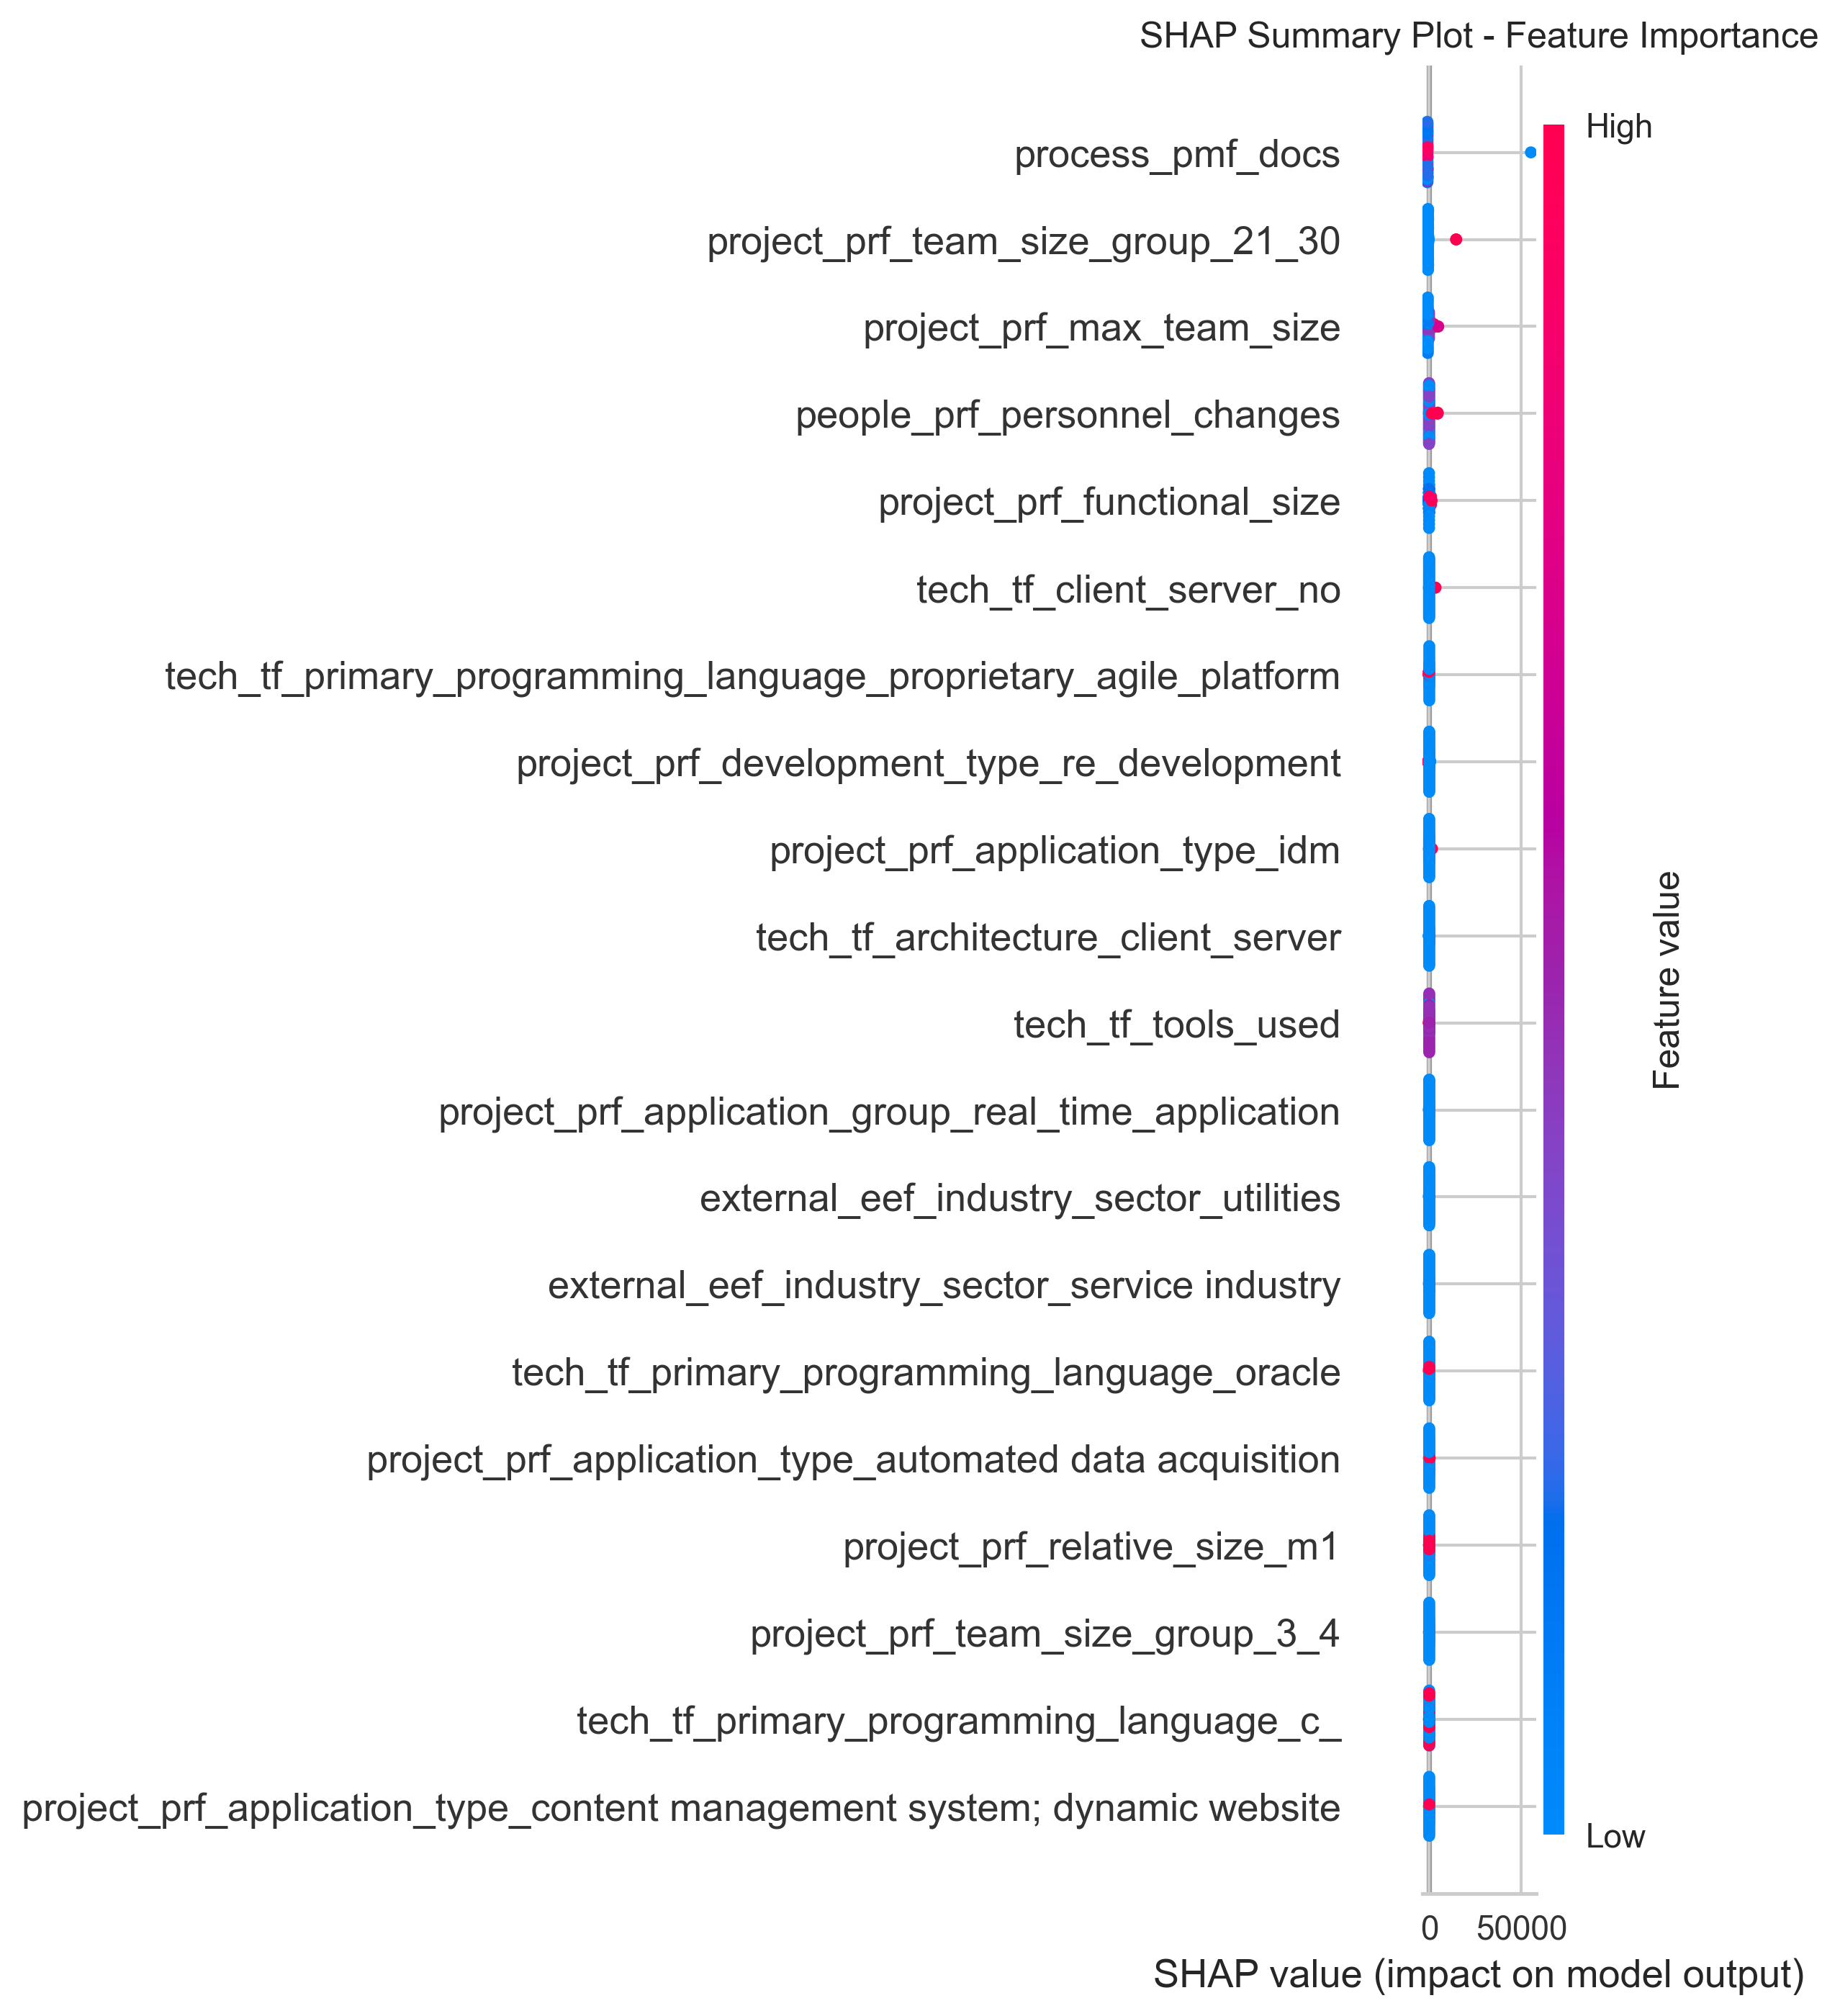 SHAP Summary Plot - Feature Importance
High
process_pmf_docs
project_prf_team_size_group_21_30
project_prf_max_team_size
people_prf_personnel_changes
project_prf_functional_size
tech_tf_client_server_no
tech_tf_primary_programming_language_proprietary_agile_platform
project_prf_development_type_re_development
project_prf_application_type_idm
tech_tf_architecture_client_server
tech_tf_tools_used
project_prf_application_group_real_time_application
external_eef_industry_sector_utilities
external_eef_industry_sector_service industry
tech_tf_primary_programming_language_oracle
project_prf_application_type_automated data acquisition
project_prf_relative_size_m1
project_prf_team_size_group_3_4
tech_tf_primary_programming_language_c_
project_prf_application_type_content management system; dynamic website
Feature value
Low
0 50000
SHAP value (impact on model output)